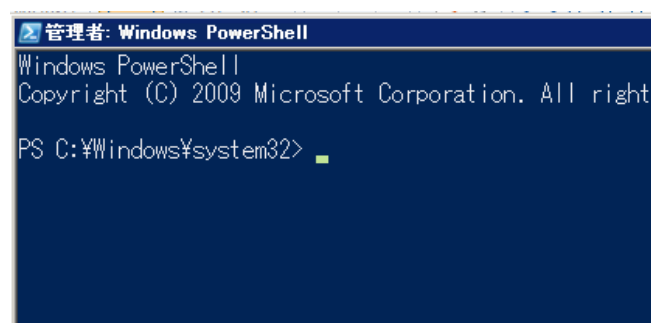 管理者: Windows PowerShell
Windows PowerShell
Copyright (C) 2009 Microsoft Corporation. All right
PS C:¥Windows¥system32>